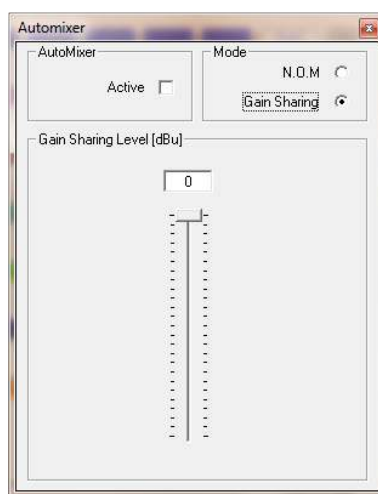 Automixer
AutoMixer
Active
Mode
N.O.M
Gain Sharing
Gain Sharing Level [dBu]
0